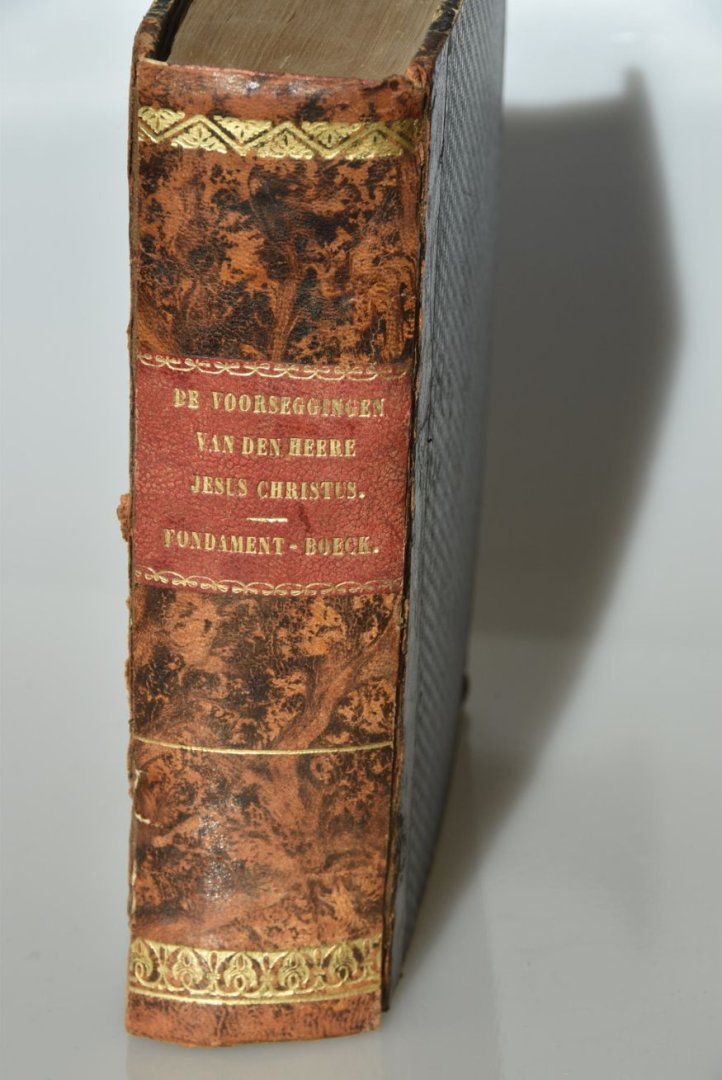 DE VOORSEGGINGEN
VAN DEN HEERE
JESUS CHRISTUS.
FONDAMENT-BOECK.